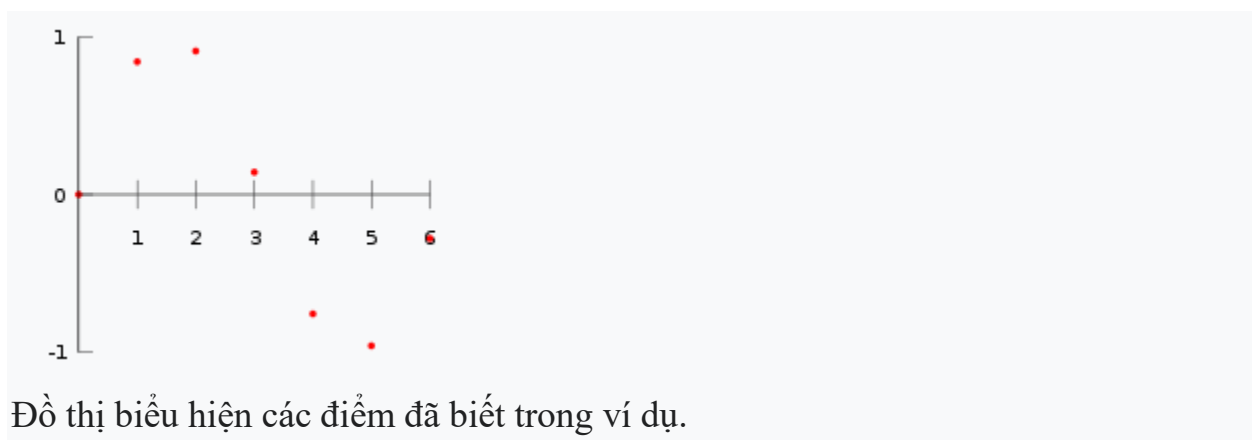 1
0
1 2 3 4 5 6
-1
Đồ thị biểu hiện các điểm đã biết trong ví dụ.